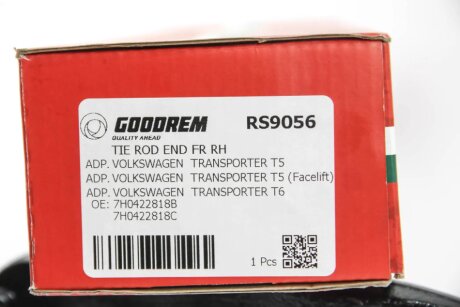 GOODREM RS9056
QUALITY AHEAD
TIE ROD END FR RH
ADP. VOLKSWAGEN TRANSPORTER T5
ADP. VOLKSWAGEN TRANSPORTER T5 (Facelift)
ADP. VOLKSWAGEN TRANSPORTER T6
OE: 7H0422818B
7H0422818C
1 Pcs